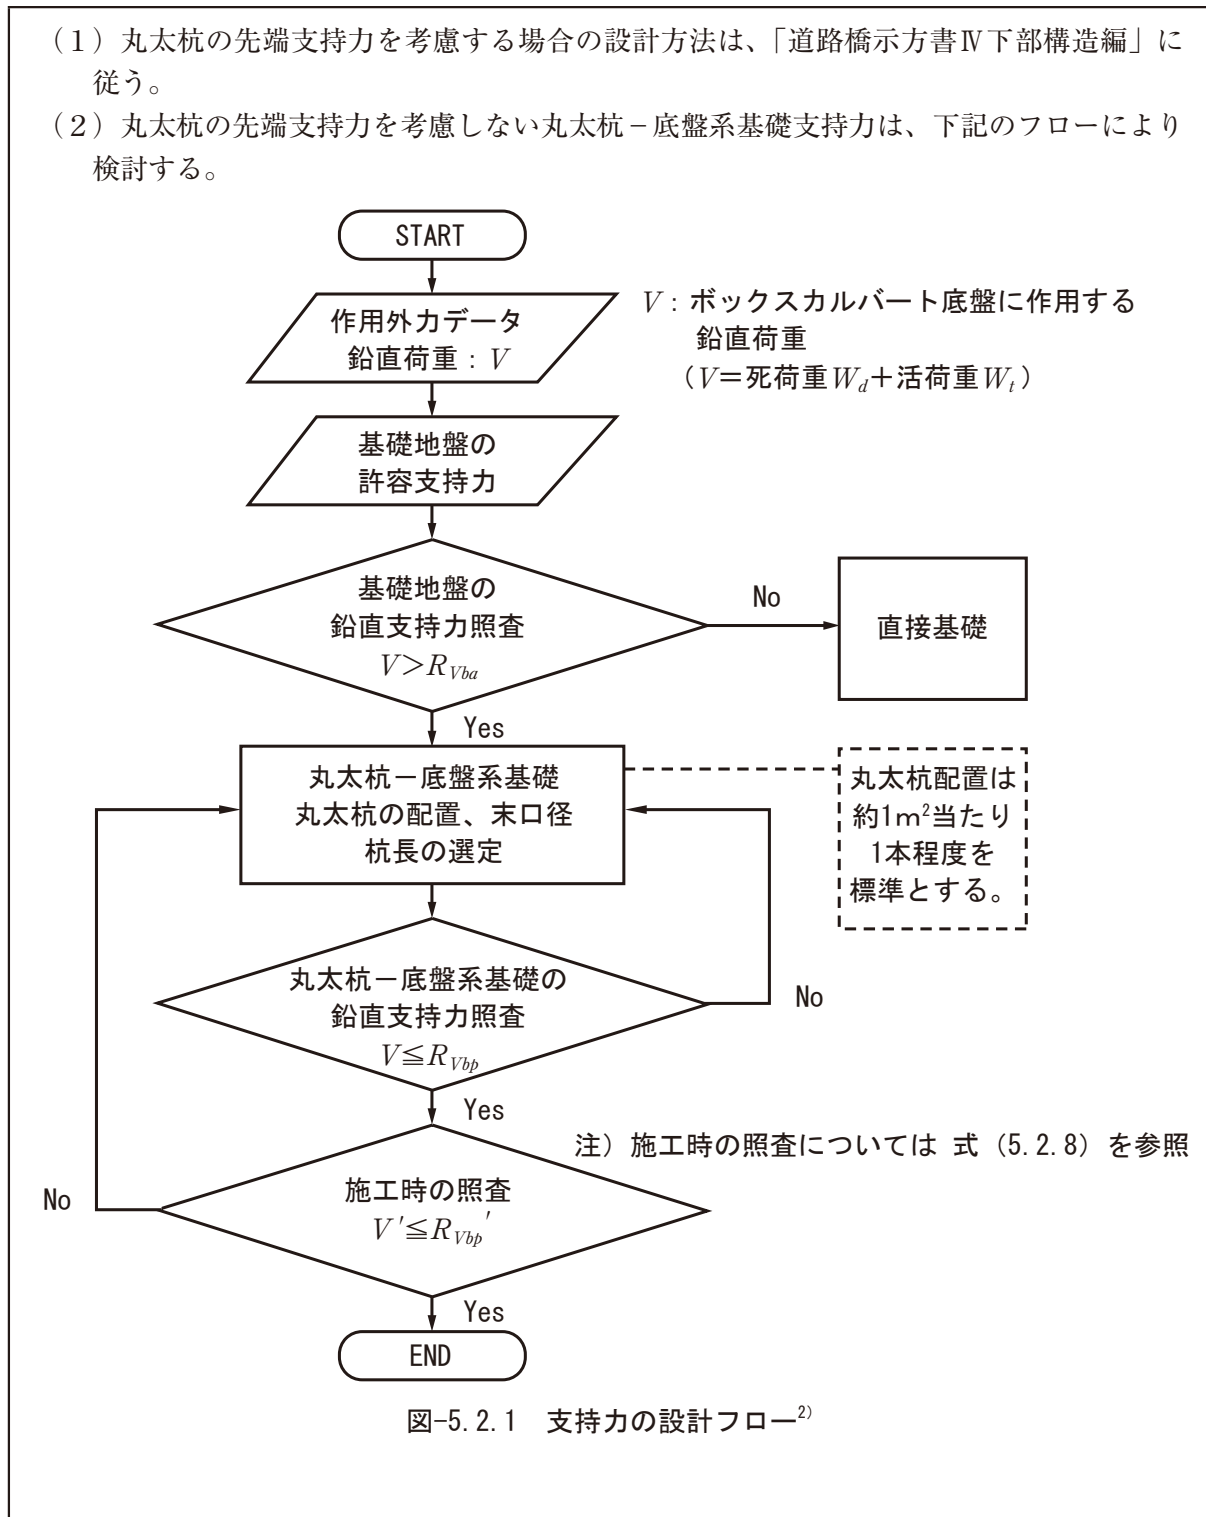 (1) 丸太杭の先端支持力を考慮する場合の設計方法は、「道路橋示方書Ⅳ下部構造編」に
従う。
(2) 丸太杭の先端支持力を考慮しない丸太杭−底盤系基礎支持力は、下記のフローにより
検討する。
START
作用外力データ
鉛直荷重：V
V：ボックスカルバート底盤に作用する
鉛直荷重
(V＝死荷重Wd＋活荷重Wt)
基礎地盤の
許容支持力
基礎地盤の
鉛直支持力照査
V＞RVba
No
直接基礎
Yes
丸太杭−底盤系基礎
丸太杭の配置、末口径
杭長の選定
丸太杭配置は
約1m²当たり
1本程度を
標準とする。
丸太杭−底盤系基礎の
鉛直支持力照査
V≦RVbp
No
Yes
注) 施工時の照査については 式 (5.2.8) を参照
施工時の照査
V′≦RVbp′
No
Yes
END
図-5.2.1 支持力の設計フロー2)